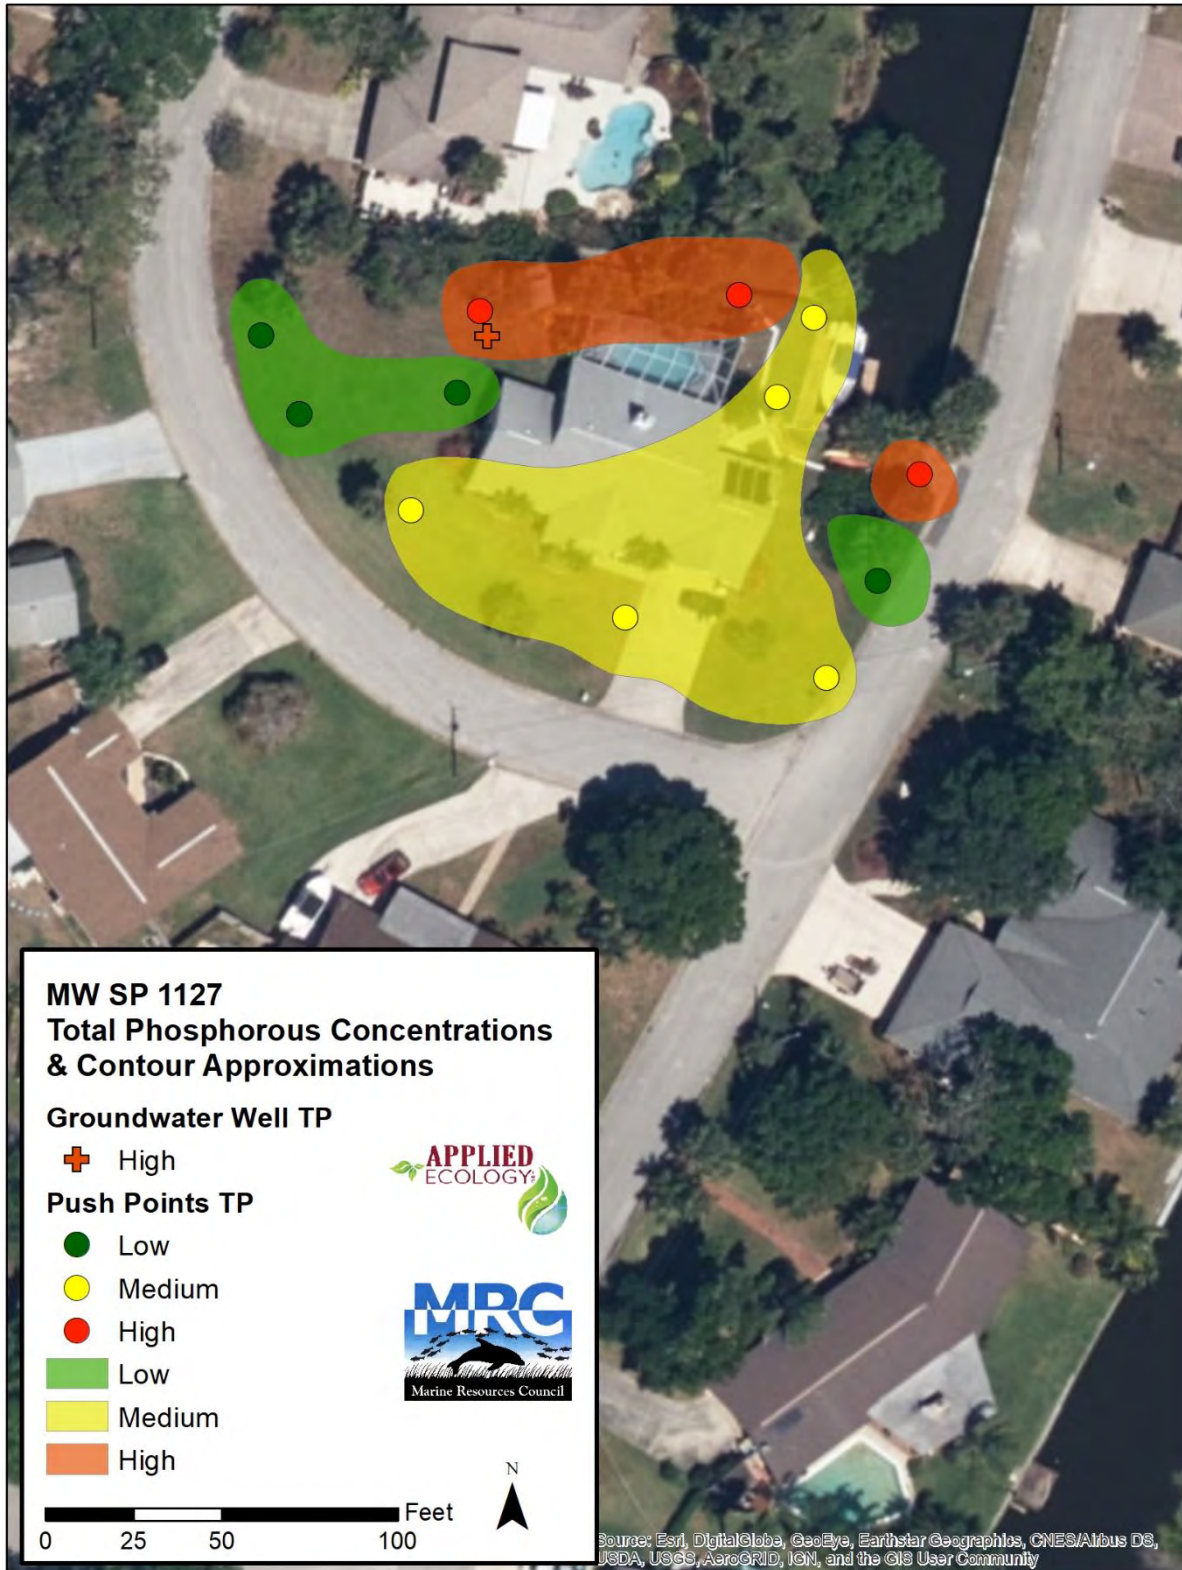 MW SP 1127
Total Phosphorous Concentrations
& Contour Approximations
Groundwater Well TP
High
Push Points TP
Low
Medium
High
Low
Medium
High
APPLIED
ECOLOGY
MRC
Marine Resources Council
N
Feet
0 25 50 100
Source: Esri, DigitalGlobe, GeoEye, Earthstar Geographics, CNES/Airbus DS,
USDA, USGS, AeroGRID, IGN, and the GIS User Community